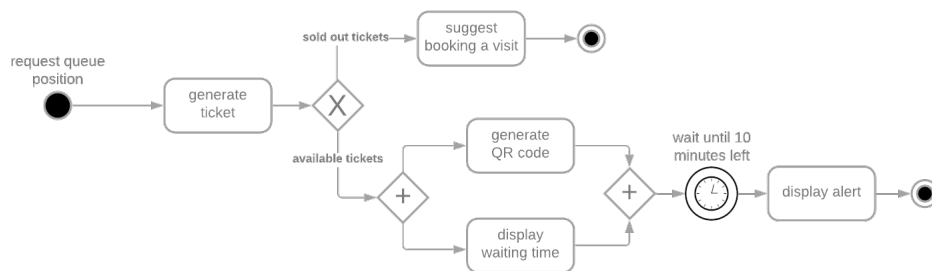 request queue
position
generate
ticket
X
sold out tickets
suggest
booking a visit
available tickets
+
generate
QR code
display
waiting time
+
wait until 10
minutes left
display alert